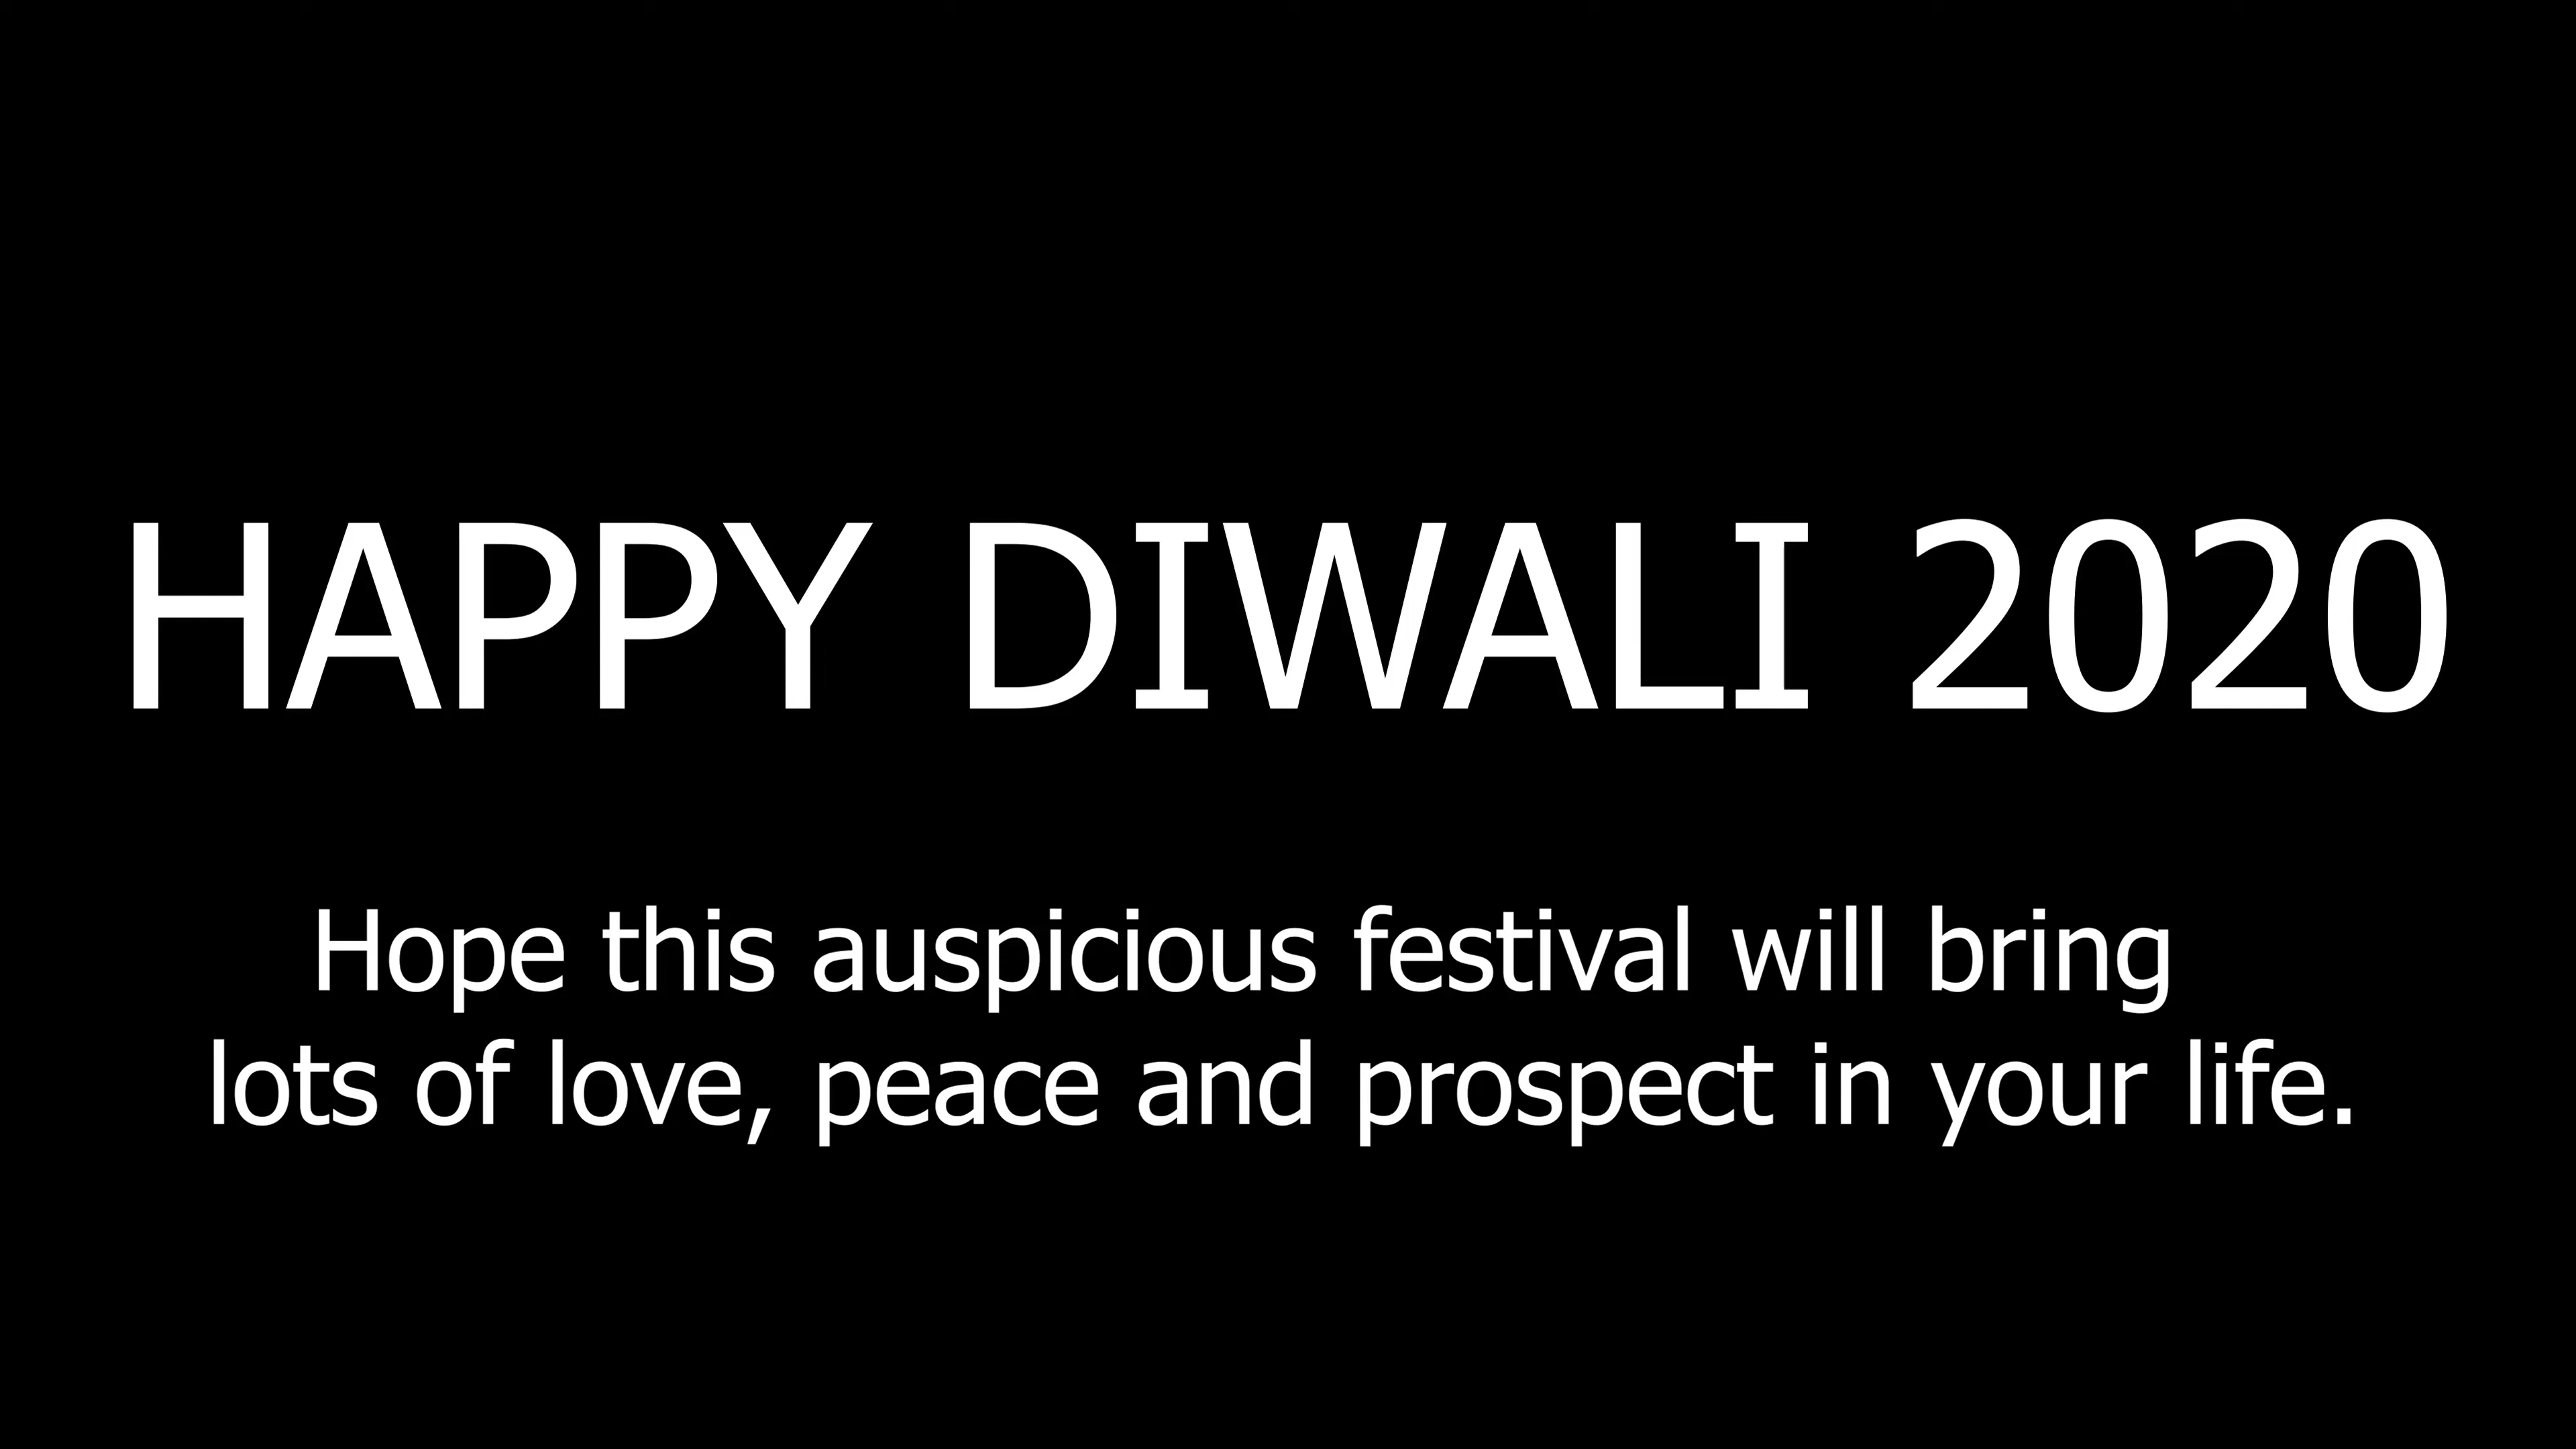 HAPPY DIWALI 2020
Hope this auspicious festival will bring
lots of love, peace and prospect in your life.